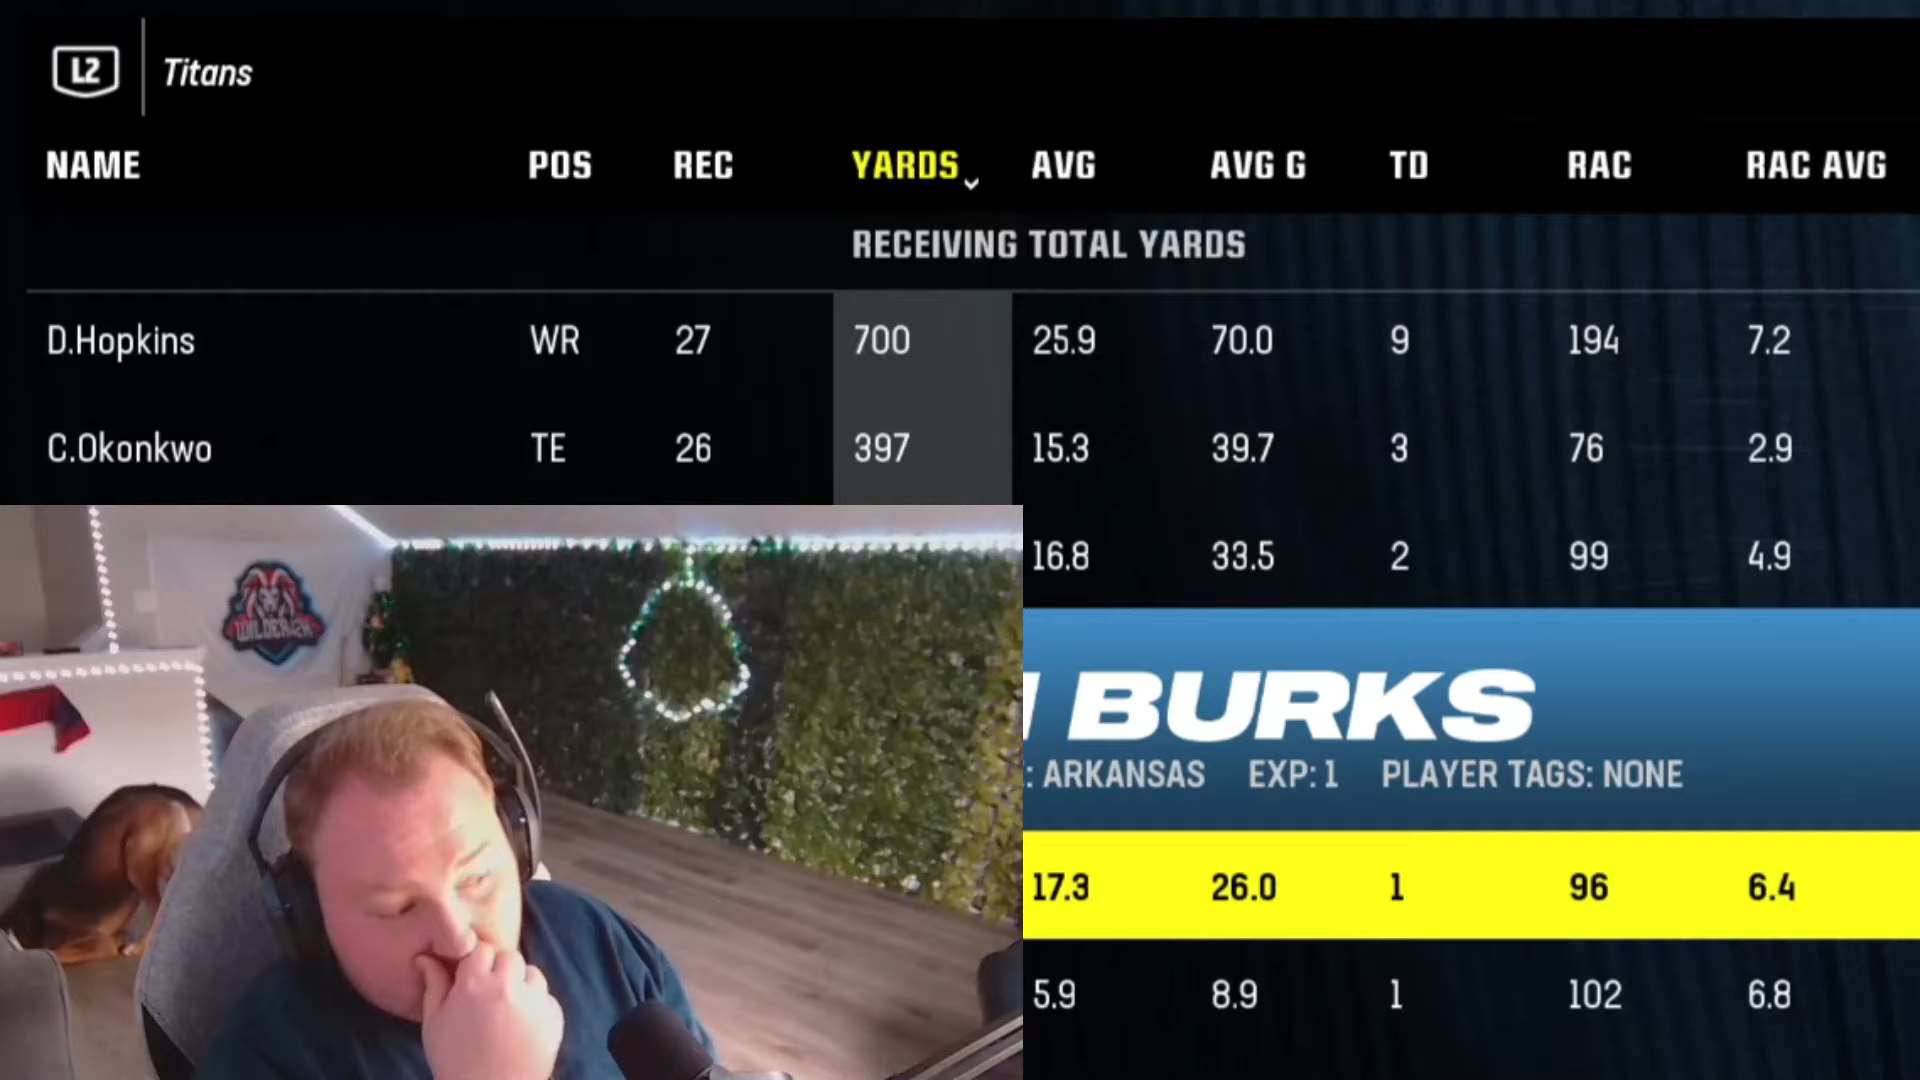 L2 Titans
NAME POS REC YARDS AVG AVG G TD RAC RAC AVG
RECEIVING TOTAL YARDS
D.Hopkins WR 27 700 25.9 70.0 9 194 7.2
C.Okonkwo TE 26 397 15.3 39.7 3 76 2.9
16.8 33.5 2 99 4.9
WILDER2K
BURKS
: ARKANSAS EXP: 1 PLAYER TAGS: NONE
17.3 26.0 1 96 6.4
5.9 8.9 1 102 6.8